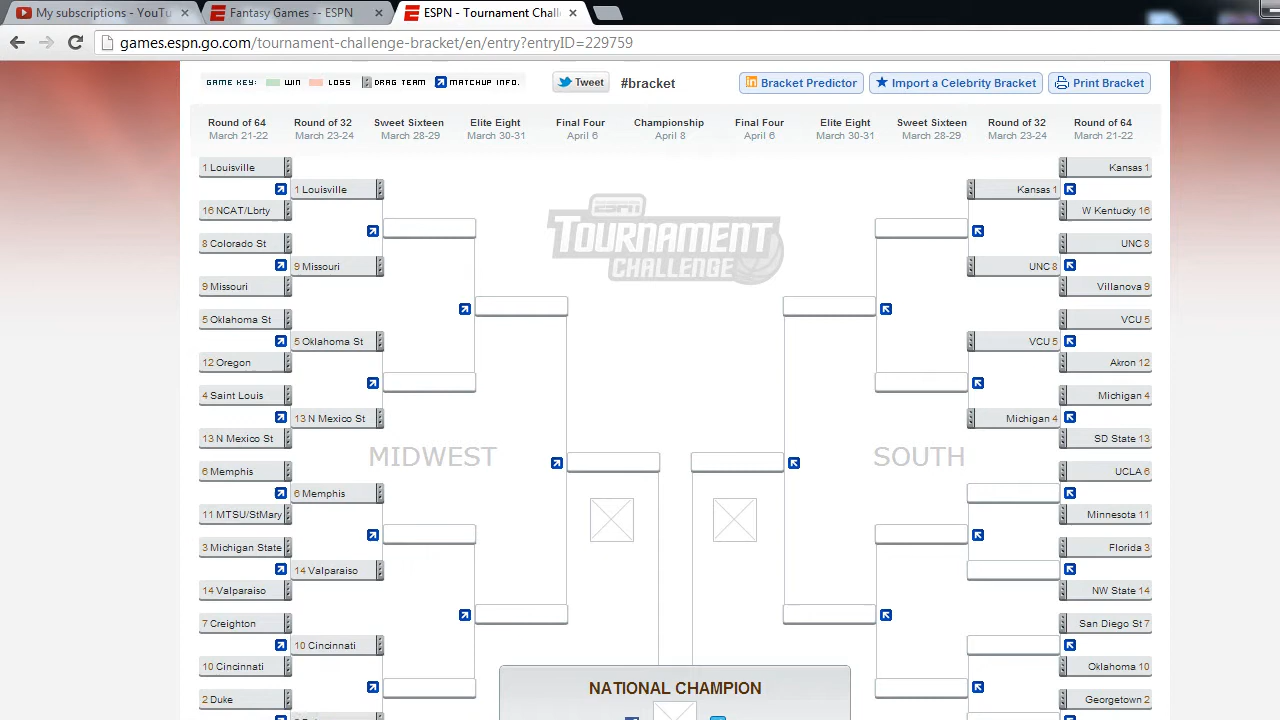 My subscriptions - YouTu
Fantasy Games -- ESPN
ESPN - Tournament Chall
games.espn.go.com/tournament-challenge-bracket/en/entry?entryID=229759
GAME KEY: WIN LOSS DRAG TEAM MATCHUP INFO.
Tweet
#bracket
Bracket Predictor
Import a Celebrity Bracket
Print Bracket
Round of 64 Round of 32 Sweet Sixteen Elite Eight Final Four Championship Final Four Elite Eight Sweet Sixteen Round of 32 Round of 64
March 21-22 March 23-24 March 28-29 March 30-31 April 6 April 8 April 6 March 30-31 March 28-29 March 23-24 March 21-22
1 Louisville Kansas 1
1 Louisville Kansas 1
16 NCAT/Lbrty W Kentucky 16
ESPN
TOURNAMENT
CHALLENGE
8 Colorado St UNC 8
9 Missouri UNC 8
9 Missouri Villanova 9
5 Oklahoma St VCU 5
5 Oklahoma St VCU 5
12 Oregon Akron 12
4 Saint Louis Michigan 4
13 N Mexico St Michigan 4
13 N Mexico St SD State 13
MIDWEST SOUTH
6 Memphis UCLA 6
6 Memphis
11 MTSU/StMary Minnesota 11
3 Michigan State Florida 3
14 Valparaiso
14 Valparaiso NW State 14
7 Creighton San Diego St 7
10 Cincinnati
10 Cincinnati Oklahoma 10
NATIONAL CHAMPION
2 Duke Georgetown 2